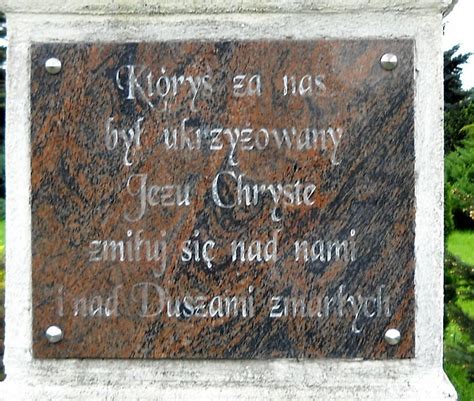 Któryś za nas
był ukrzyżowany
Jezu Chryste
zmiłuj się nad nami
i nad Duszami zmarłych